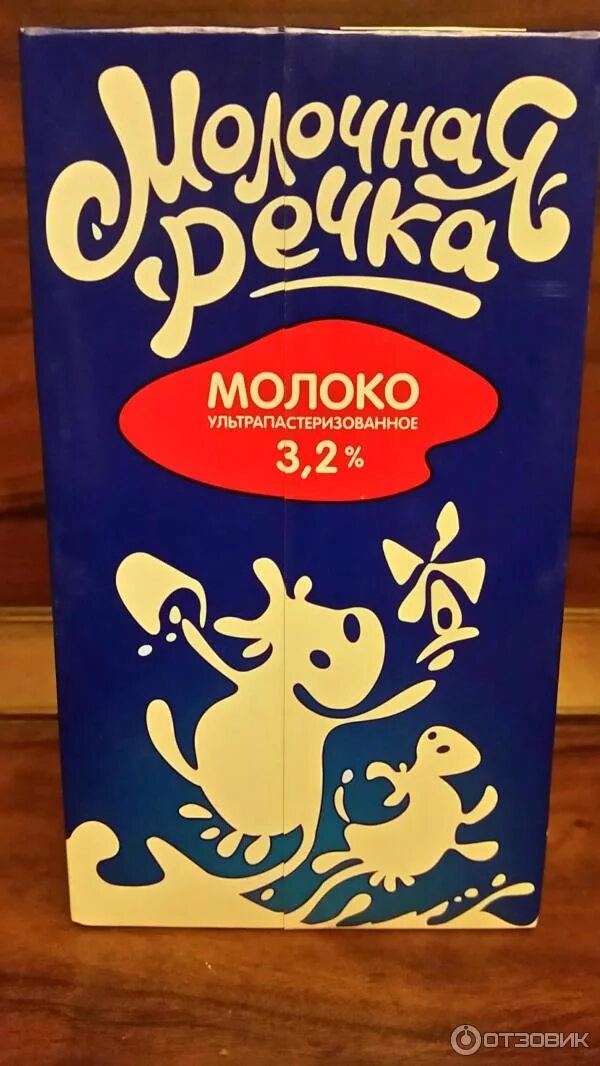 Молочная
речка
МОЛОКО
УЛЬТРАПАСТЕРИЗОВАННОЕ
3,2 %
ОТЗОВИК